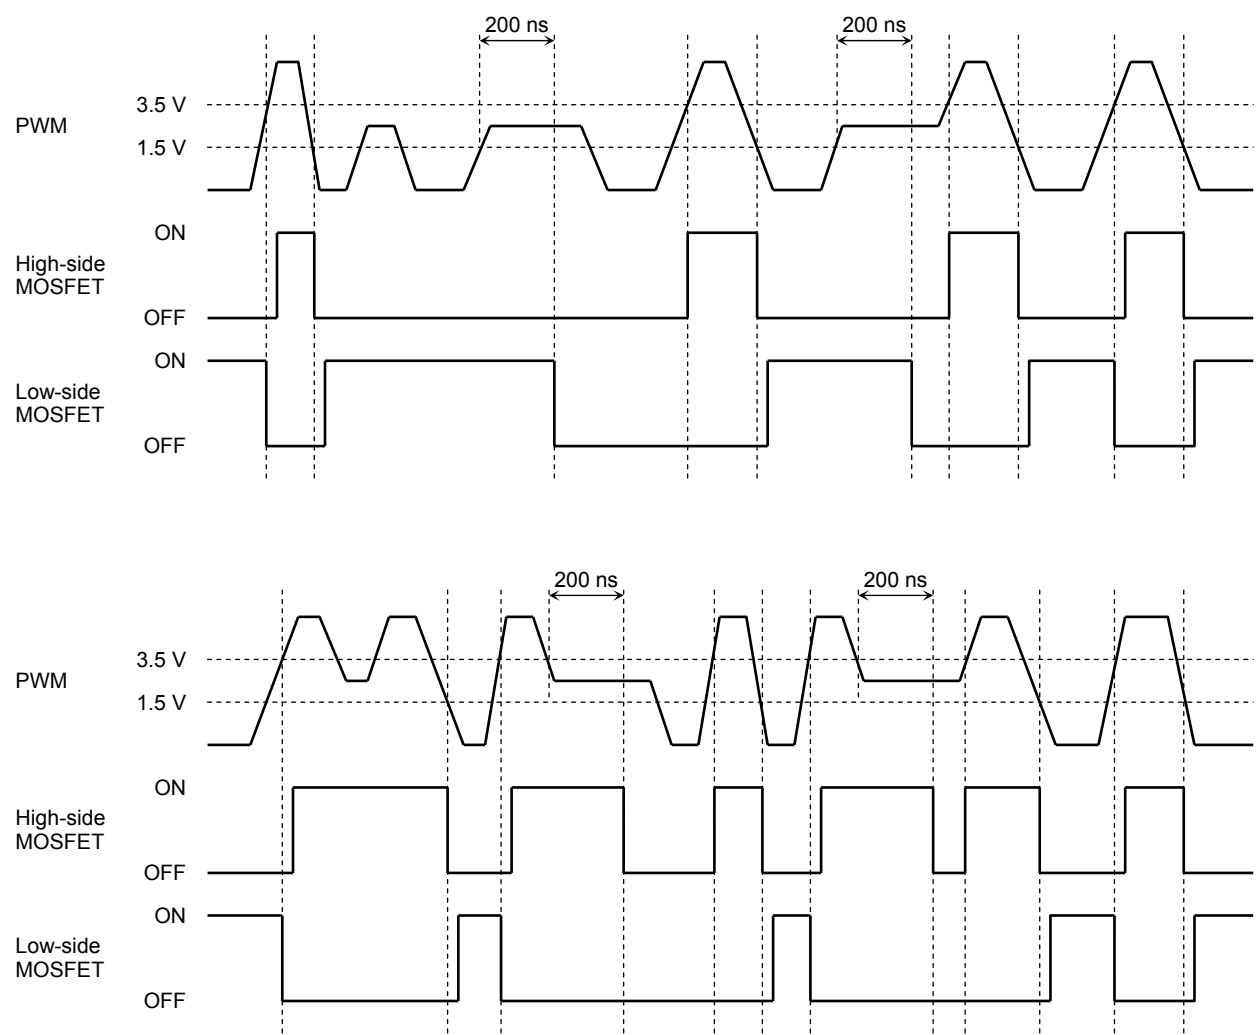 200 ns
200 ns
3.5 V
PWM
1.5 V
ON
High-side
MOSFET
OFF
ON
Low-side
MOSFET
OFF
200 ns
200 ns
3.5 V
PWM
1.5 V
ON
High-side
MOSFET
OFF
ON
Low-side
MOSFET
OFF